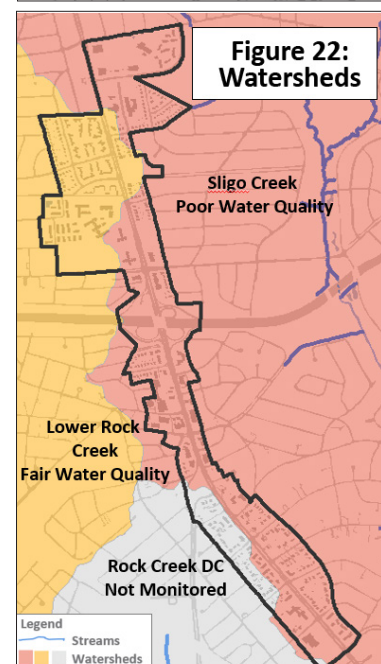 Figure 22:
Watersheds
Sligo Creek
Poor Water Quality
Lower Rock
Creek
Fair Water Quality
Rock Creek DC
Not Monitored
Legend
Streams
Watersheds